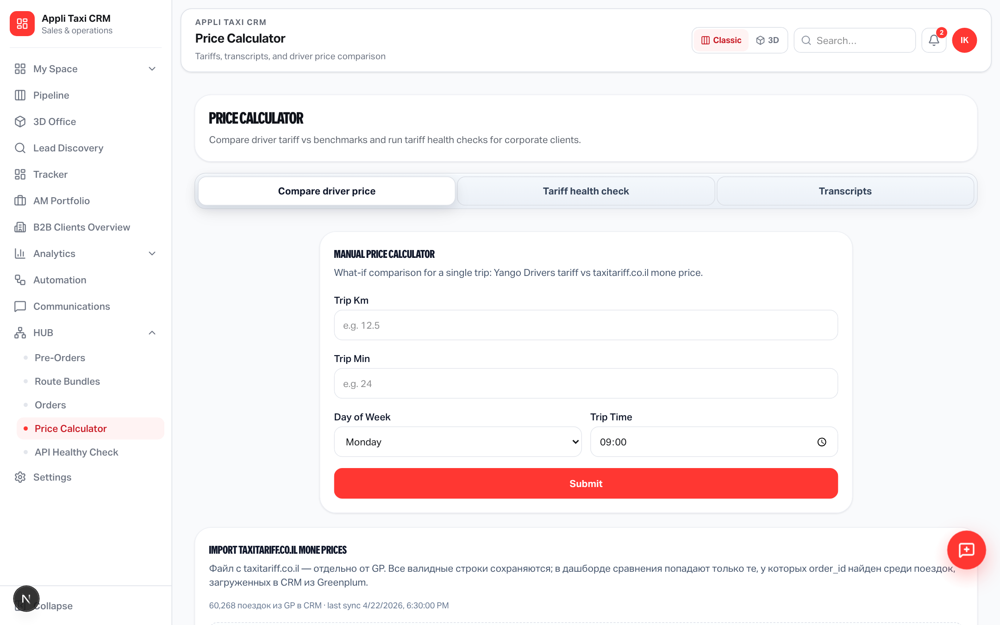 Appli Taxi CRM
Sales & operations
My Space
Pipeline
3D Office
Lead Discovery
Tracker
AM Portfolio
B2B Clients Overview
Analytics
Automation
Communications
HUB
Pre-Orders
Route Bundles
Orders
Price Calculator
API Healthy Check
Settings
N
Collapse
APPLI TAXI CRM
Price Calculator
Tariffs, transcripts, and driver price comparison
Classic
3D
Search...
2
IK
PRICE CALCULATOR
Compare driver tariff vs benchmarks and run tariff health checks for corporate clients.
Compare driver price
Tariff health check
Transcripts
MANUAL PRICE CALCULATOR
What-if comparison for a single trip: Yango Drivers tariff vs taxitariff.co.il mone price.
Trip Km
e.g. 12.5
Trip Min
e.g. 24
Day of Week
Trip Time
Monday
09:00
Submit
IMPORT TAXITARIFF.CO.IL MONE PRICES
Файл с taxitariff.co.il — отдельно от GP. Все валидные строки сохраняются; в дашборде сравнения попадают только те, у которых order_id найден среди поездок,
загруженных в CRM из Greenplum.
60,268 поездок из GP в CRM · last sync 4/22/2026, 6:30:00 PM